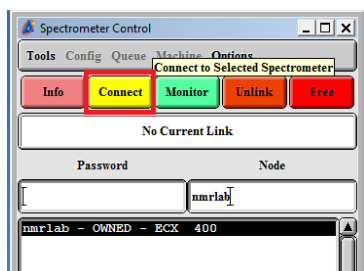 Spectrometer Control
Tools Config Queue Machine Options
Connect to Selected Spectrometer
Info Connect Monitor Unlink Free
No Current Link
Password Node
nmrlab
nmrlab - OWNED - ECX 400